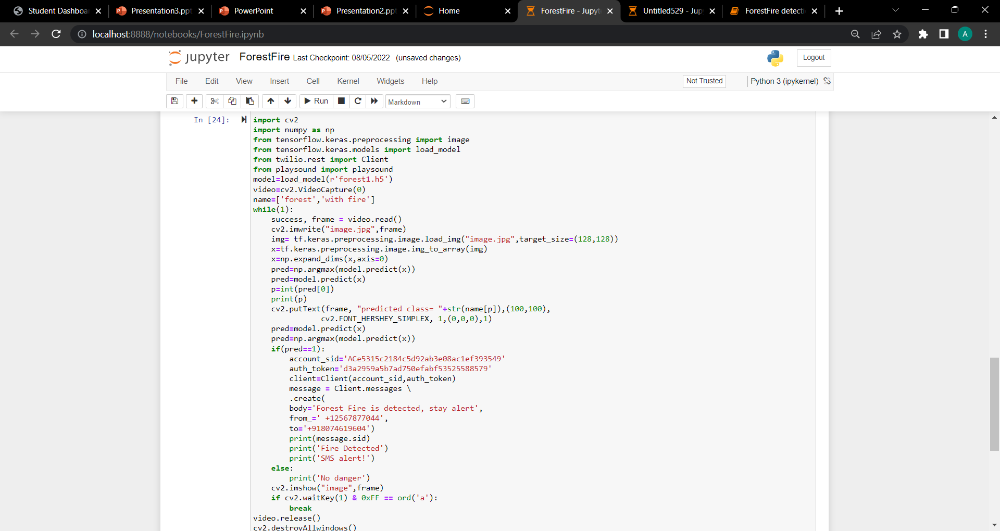 Student Dashboa
Presentation3.ppt
PowerPoint
Presentation2.ppt
Home
ForestFire - Jupyt
Untitled529 - Jup
ForestFire detecti
localhost:8888/notebooks/ForestFire.ipynb
A
jupyter ForestFire Last Checkpoint: 08/05/2022 (unsaved changes)
Logout
File Edit View Insert Cell Kernel Widgets Help
Not Trusted
Python 3 (ipykernel)
Run
Markdown
In [24]:
import cv2
import numpy as np
from tensorflow.keras.preprocessing import image
from tensorflow.keras.models import load_model
from twilio.rest import Client
from playsound import playsound
model=load_model(r'forest1.h5')
video=cv2.VideoCapture(0)
name=['forest','with fire']
while(1):
    success, frame = video.read()
    cv2.imwrite("image.jpg",frame)
    img= tf.keras.preprocessing.image.load_img("image.jpg",target_size=(128,128))
    x=tf.keras.preprocessing.image.img_to_array(img)
    x=np.expand_dims(x,axis=0)
    pred=np.argmax(model.predict(x))
    pred=model.predict(x)
    p=int(pred[0])
    print(p)
    cv2.putText(frame, "predicted class= "+str(name[p]),(100,100),
               cv2.FONT_HERSHEY_SIMPLEX, 1,(0,0,0),1)
    pred=model.predict(x)
    pred=np.argmax(model.predict(x))
    if(pred==1):
        account_sid='ACe5315c2184c5d92ab3e08ac1ef393549'
        auth_token='d3a2959a5b7ad750efabf53525588579'
        client=Client(account_sid,auth_token)
        message = Client.messages \
        .create(
        body='Forest Fire is detected, stay alert',
        from_=' +12567877044',
        to='+918074619604')
        print(message.sid)
        print('Fire Detected')
        print('SMS alert!')
    else:
        print('No danger')
    cv2.imshow("image",frame)
    if cv2.waitKey(1) & 0xFF == ord('a'):
        break
video.release()
cv2.destroyAllwindows()